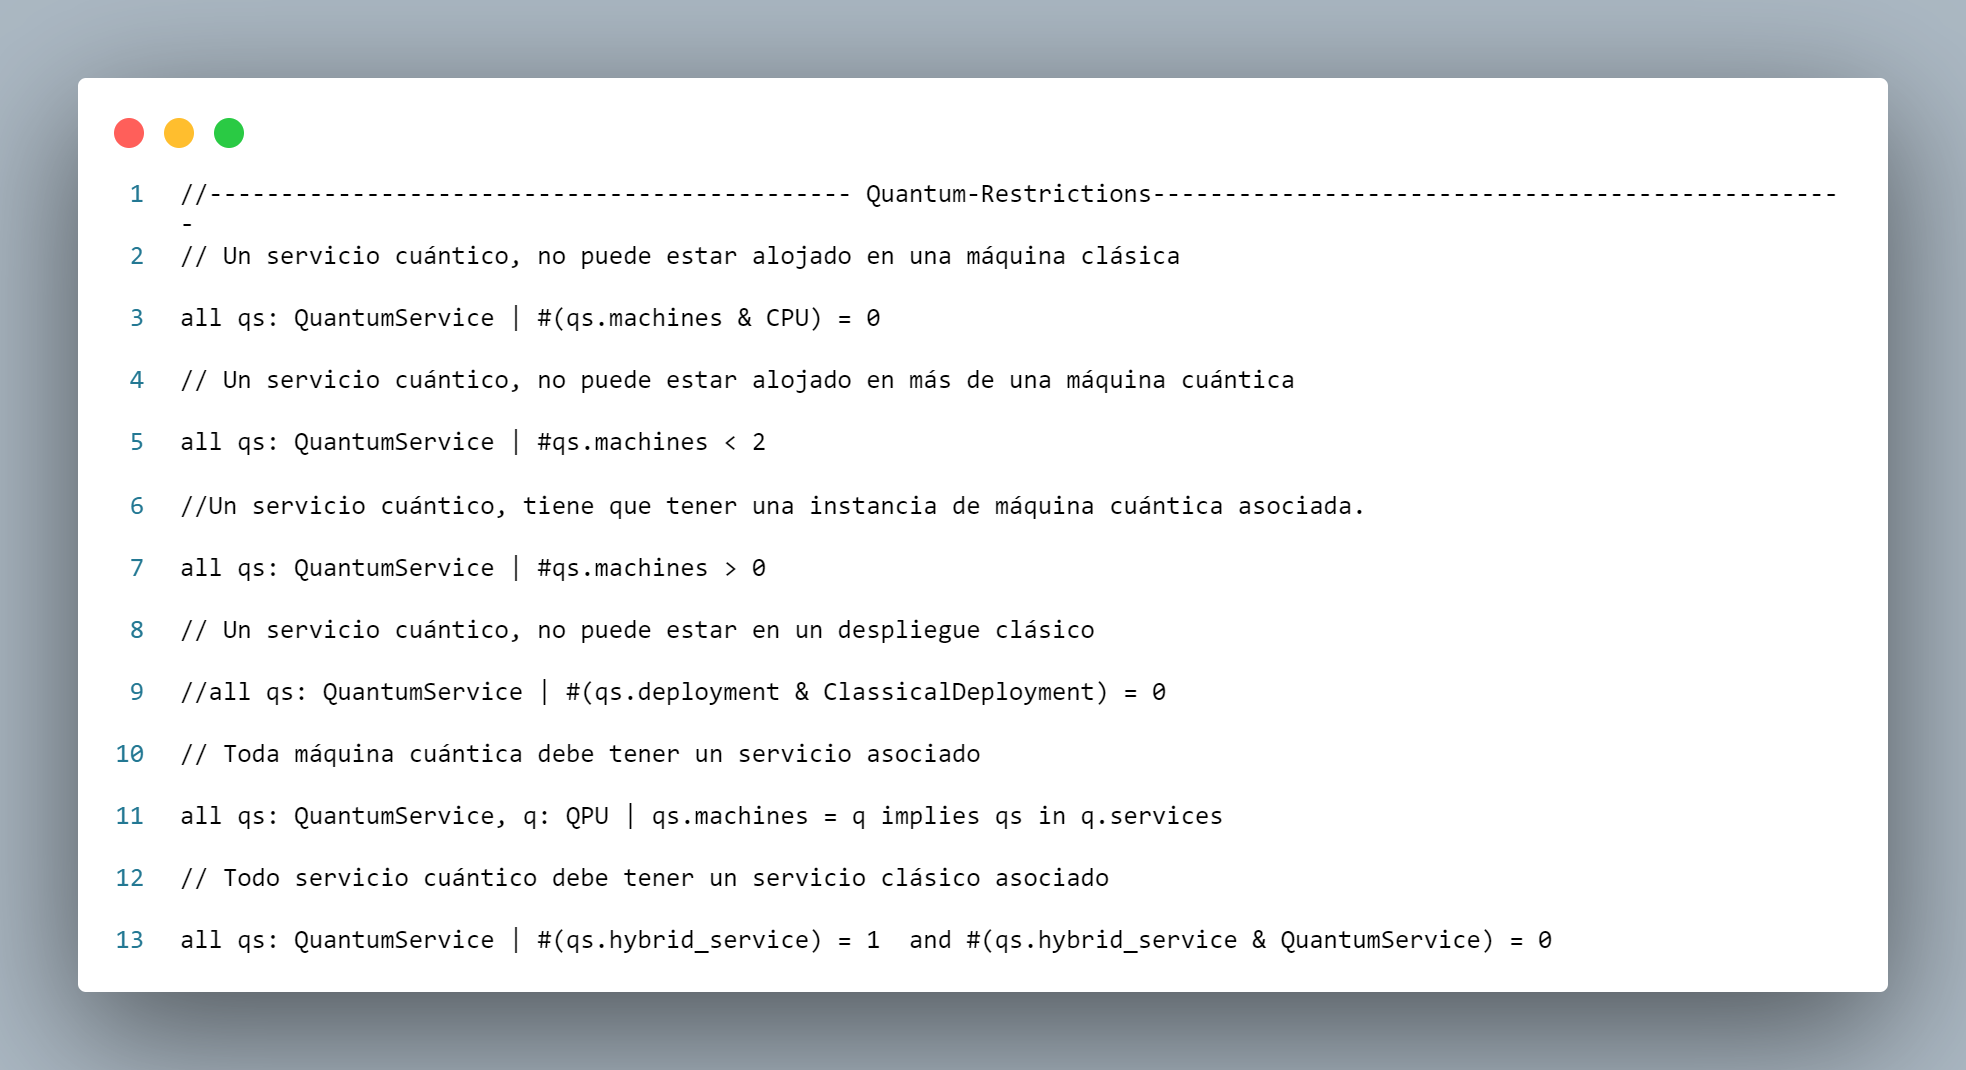 1 //--------------------------------------------- Quantum-Restrictions------------------------------------------------
-
2 // Un servicio cuántico, no puede estar alojado en una máquina clásica
3 all qs: QuantumService | #(qs.machines & CPU) = 0
4 // Un servicio cuántico, no puede estar alojado en más de una máquina cuántica
5 all qs: QuantumService | #qs.machines < 2
6 //Un servicio cuántico, tiene que tener una instancia de máquina cuántica asociada.
7 all qs: QuantumService | #qs.machines > 0
8 // Un servicio cuántico, no puede estar en un despliegue clásico
9 //all qs: QuantumService | #(qs.deployment & ClassicalDeployment) = 0
10 // Toda máquina cuántica debe tener un servicio asociado
11 all qs: QuantumService, q: QPU | qs.machines = q implies qs in q.services
12 // Todo servicio cuántico debe tener un servicio clásico asociado
13 all qs: QuantumService | #(qs.hybrid_service) = 1  and #(qs.hybrid_service & QuantumService) = 0